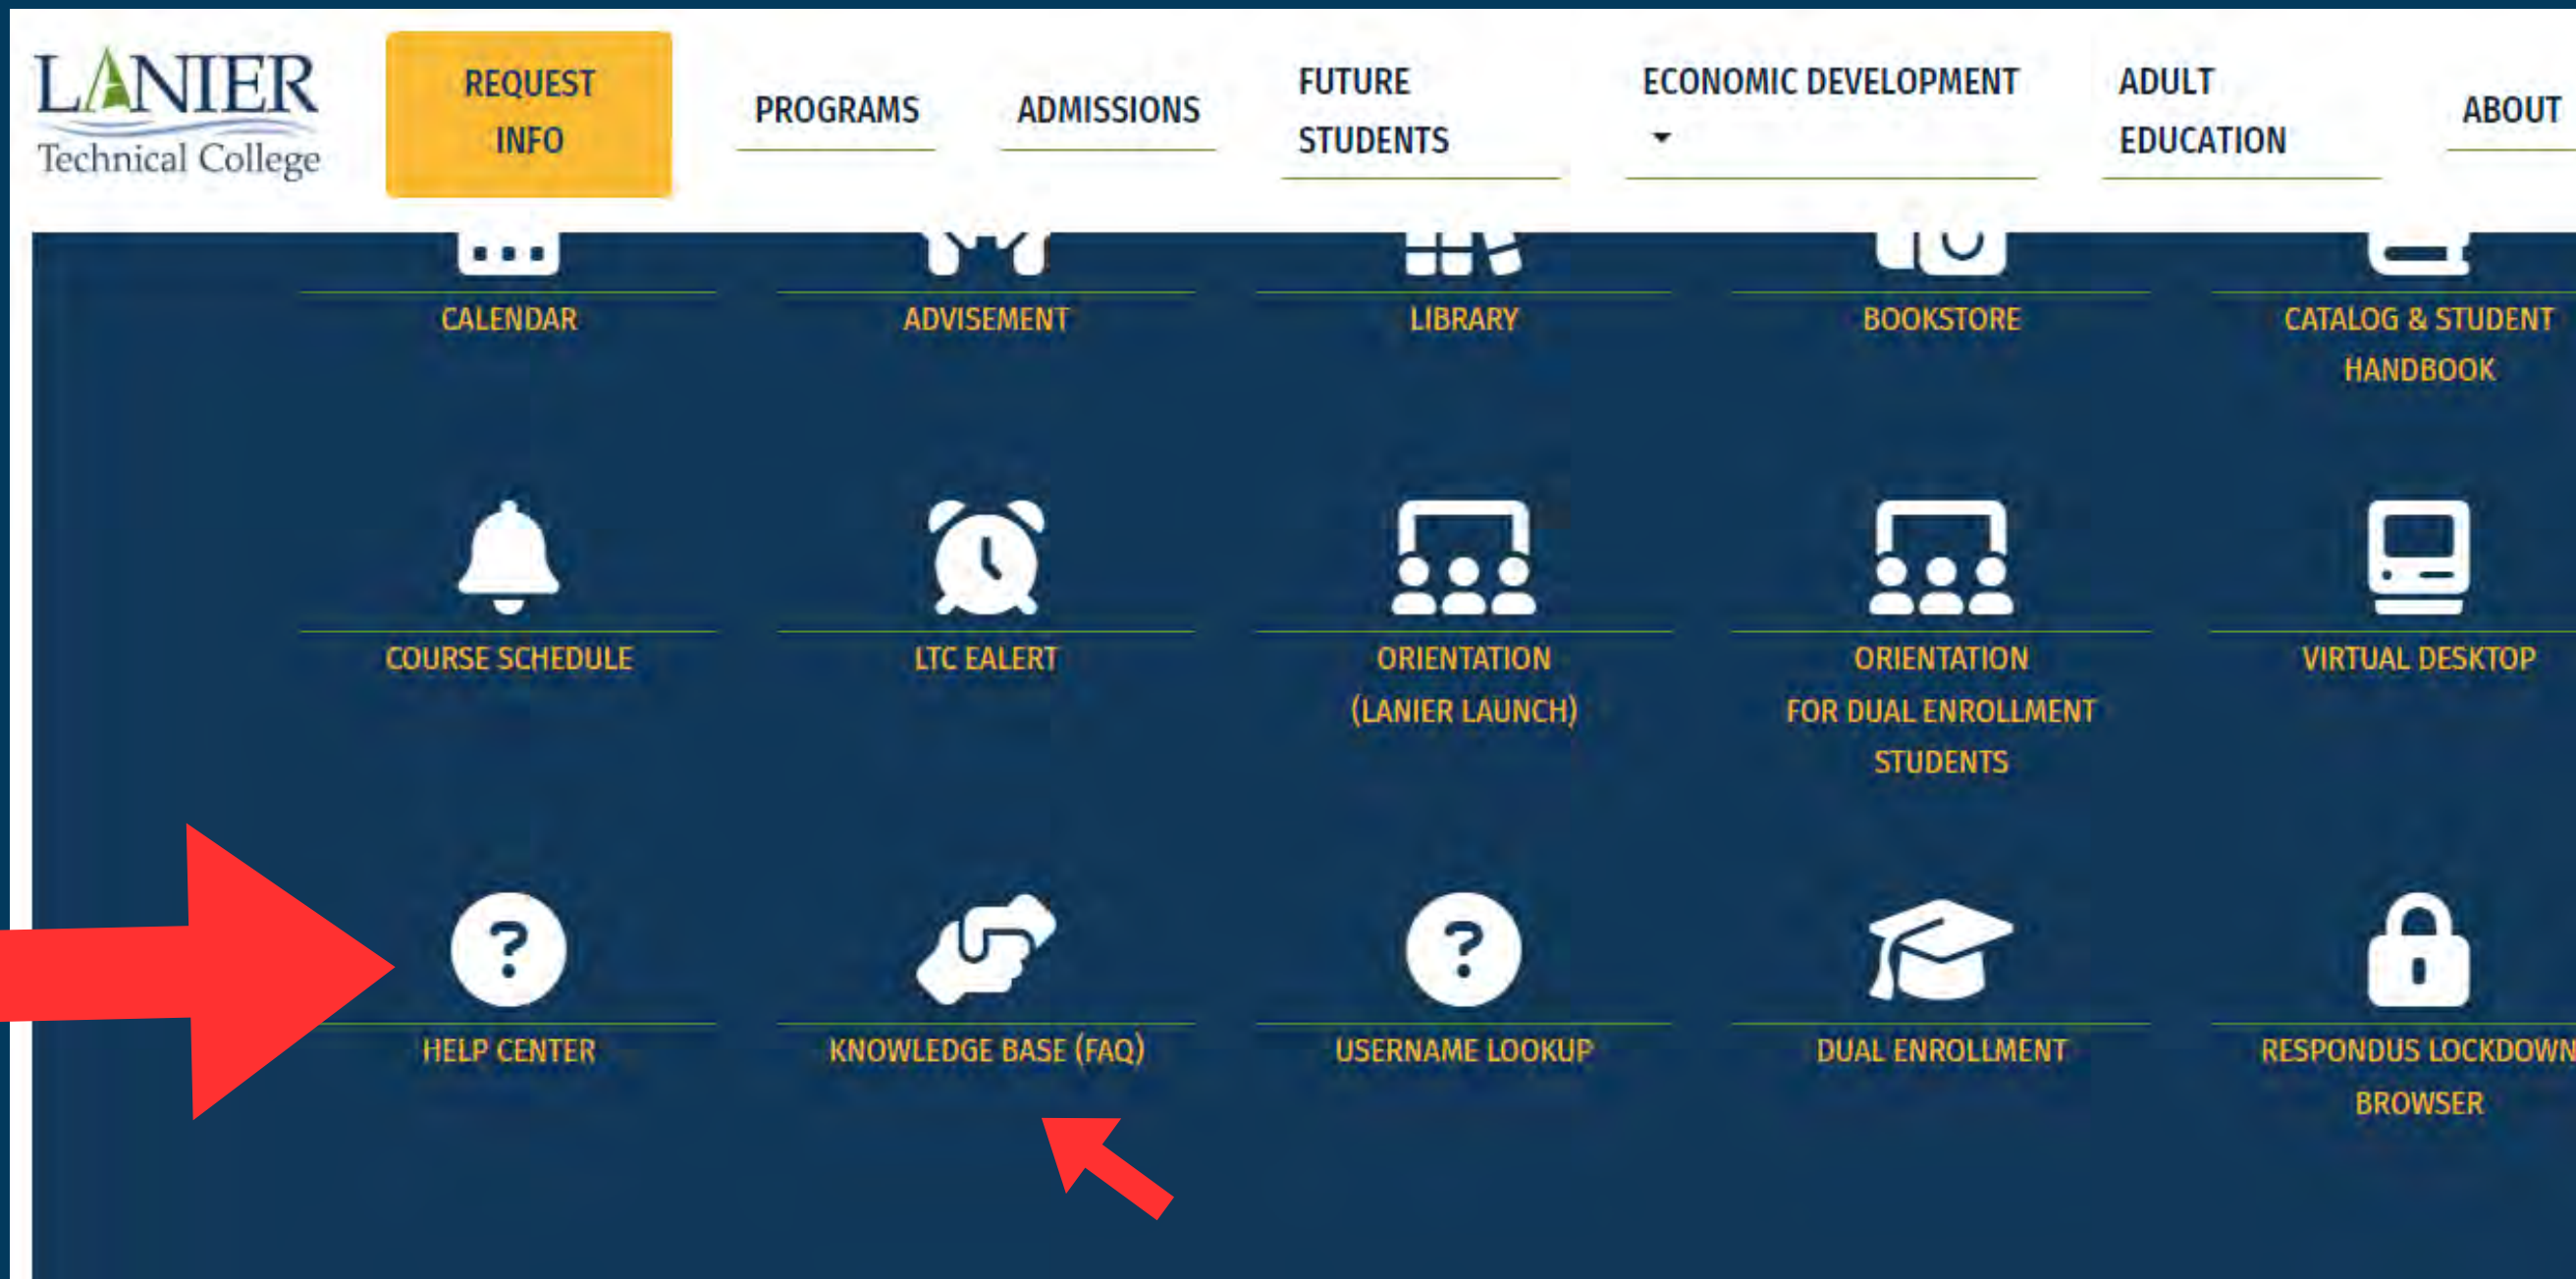 LANIER
Technical College
REQUEST
INFO
PROGRAMS
ADMISSIONS
FUTURE
STUDENTS
ECONOMIC DEVELOPMENT
ADULT
EDUCATION
ABOUT
CALENDAR
ADVISEMENT
LIBRARY
BOOKSTORE
CATALOG & STUDENT
HANDBOOK
COURSE SCHEDULE
LTC EALERT
ORIENTATION
(LANIER LAUNCH)
ORIENTATION
FOR DUAL ENROLLMENT
STUDENTS
VIRTUAL DESKTOP
?
HELP CENTER
KNOWLEDGE BASE (FAQ)
?
USERNAME LOOKUP
DUAL ENROLLMENT
RESPONDUS LOCKDOWN
BROWSER